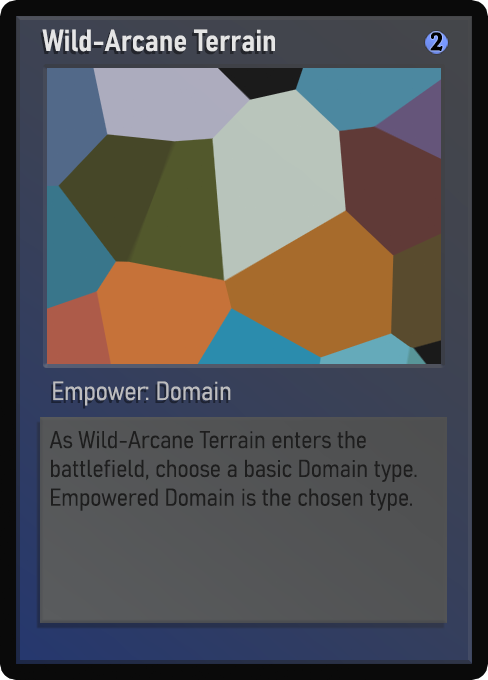 Wild-Arcane Terrain 2
Empower: Domain
As Wild-Arcane Terrain enters the
battlefield, choose a basic Domain type.
Empowered Domain is the chosen type.